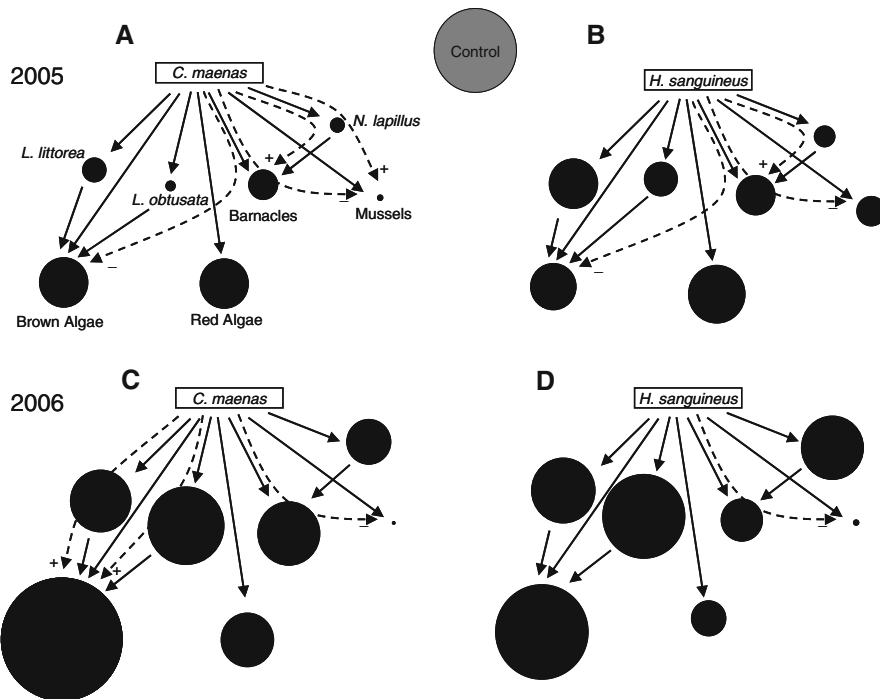 A
B
Control
2005
C. maenas
H. sanguineus
N. lapillus
L. littorea
+
+
+
L. obtusata
–
Mussels
Barnacles
–
–
–
Brown Algae
Red Algae
C
D
2006
C. maenas
H. sanguineus
–
–
+
+